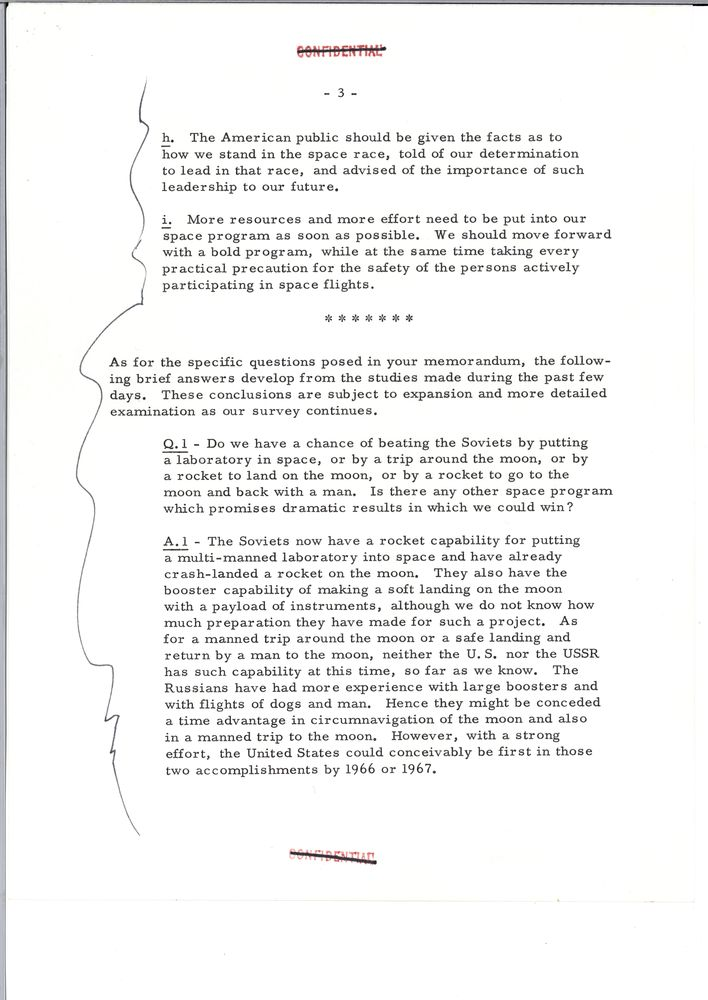 CONFIDENTIAL
- 3 -
h. The American public should be given the facts as to
how we stand in the space race, told of our determination
to lead in that race, and advised of the importance of such
leadership to our future.
i. More resources and more effort need to be put into our
space program as soon as possible. We should move forward
with a bold program, while at the same time taking every
practical precaution for the safety of the persons actively
participating in space flights.
* * * * * * *
As for the specific questions posed in your memorandum, the follow-
ing brief answers develop from the studies made during the past few
days. These conclusions are subject to expansion and more detailed
examination as our survey continues.
Q.1 - Do we have a chance of beating the Soviets by putting
a laboratory in space, or by a trip around the moon, or by
a rocket to land on the moon, or by a rocket to go to the
moon and back with a man. Is there any other space program
which promises dramatic results in which we could win?
A.1 - The Soviets now have a rocket capability for putting
a multi-manned laboratory into space and have already
crash-landed a rocket on the moon. They also have the
booster capability of making a soft landing on the moon
with a payload of instruments, although we do not know how
much preparation they have made for such a project. As
for a manned trip around the moon or a safe landing and
return by a man to the moon, neither the U.S. nor the USSR
has such capability at this time, so far as we know. The
Russians have had more experience with large boosters and
with flights of dogs and man. Hence they might be conceded
a time advantage in circumnavigation of the moon and also
in a manned trip to the moon. However, with a strong
effort, the United States could conceivably be first in those
two accomplishments by 1966 or 1967.
CONFIDENTIAL